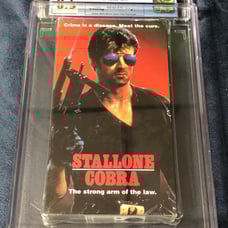 Crime is a disease. Meet the cure.
STALLONE
COBRA
The strong arm of the law.